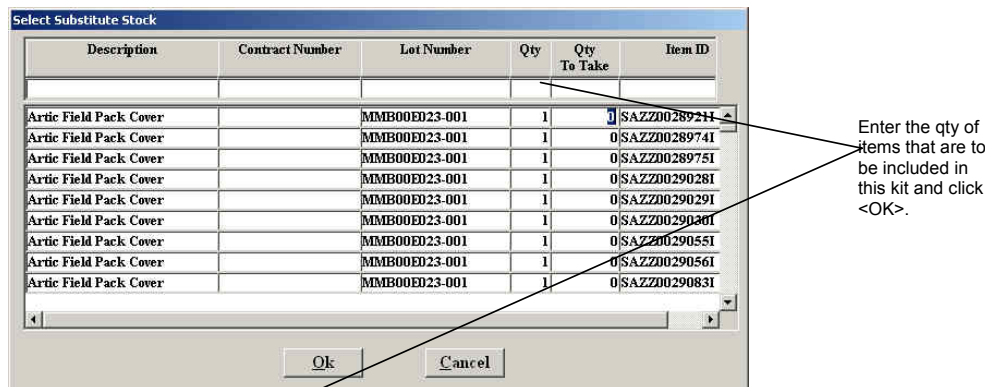 Select Substitute Stock
Description Contract Number Lot Number Qty Qty To Take Item ID
Artic Field Pack Cover MMB00E023-001 1 0 SAZZ0028921I
Artic Field Pack Cover MMB00E023-001 1 0 SAZZ0028974I
Artic Field Pack Cover MMB00E023-001 1 0 SAZZ0028975I
Artic Field Pack Cover MMB00E023-001 1 0 SAZZ0029028I
Artic Field Pack Cover MMB00E023-001 1 0 SAZZ0029029I
Artic Field Pack Cover MMB00E023-001 1 0 SAZZ0029030I
Artic Field Pack Cover MMB00E023-001 1 0 SAZZ0029055I
Artic Field Pack Cover MMB00E023-001 1 0 SAZZ0029056I
Artic Field Pack Cover MMB00E023-001 1 0 SAZZ0029083I
Ok Cancel
Enter the qty of
items that are to
be included in
this kit and click
<OK>.